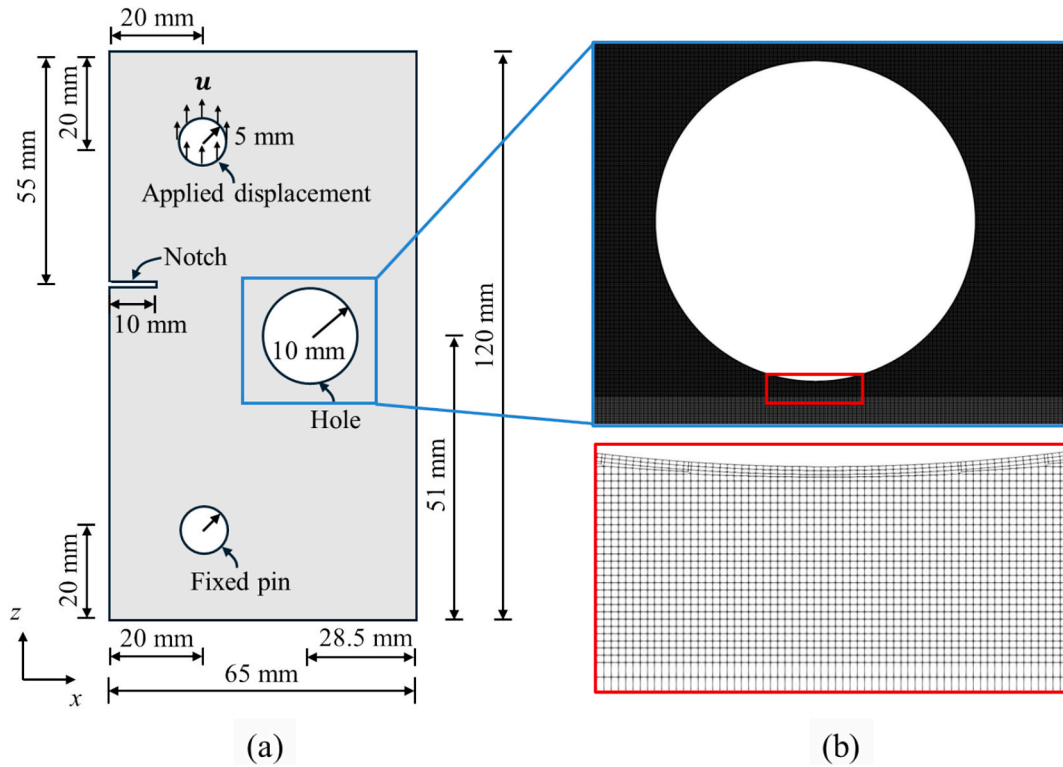 20 mm
u
20 mm
5 mm
Applied displacement
55 mm
Notch
10 mm
10 mm
Hole
120 mm
51 mm
20 mm
Fixed pin
z
x
20 mm
28.5 mm
65 mm
(a)
(b)